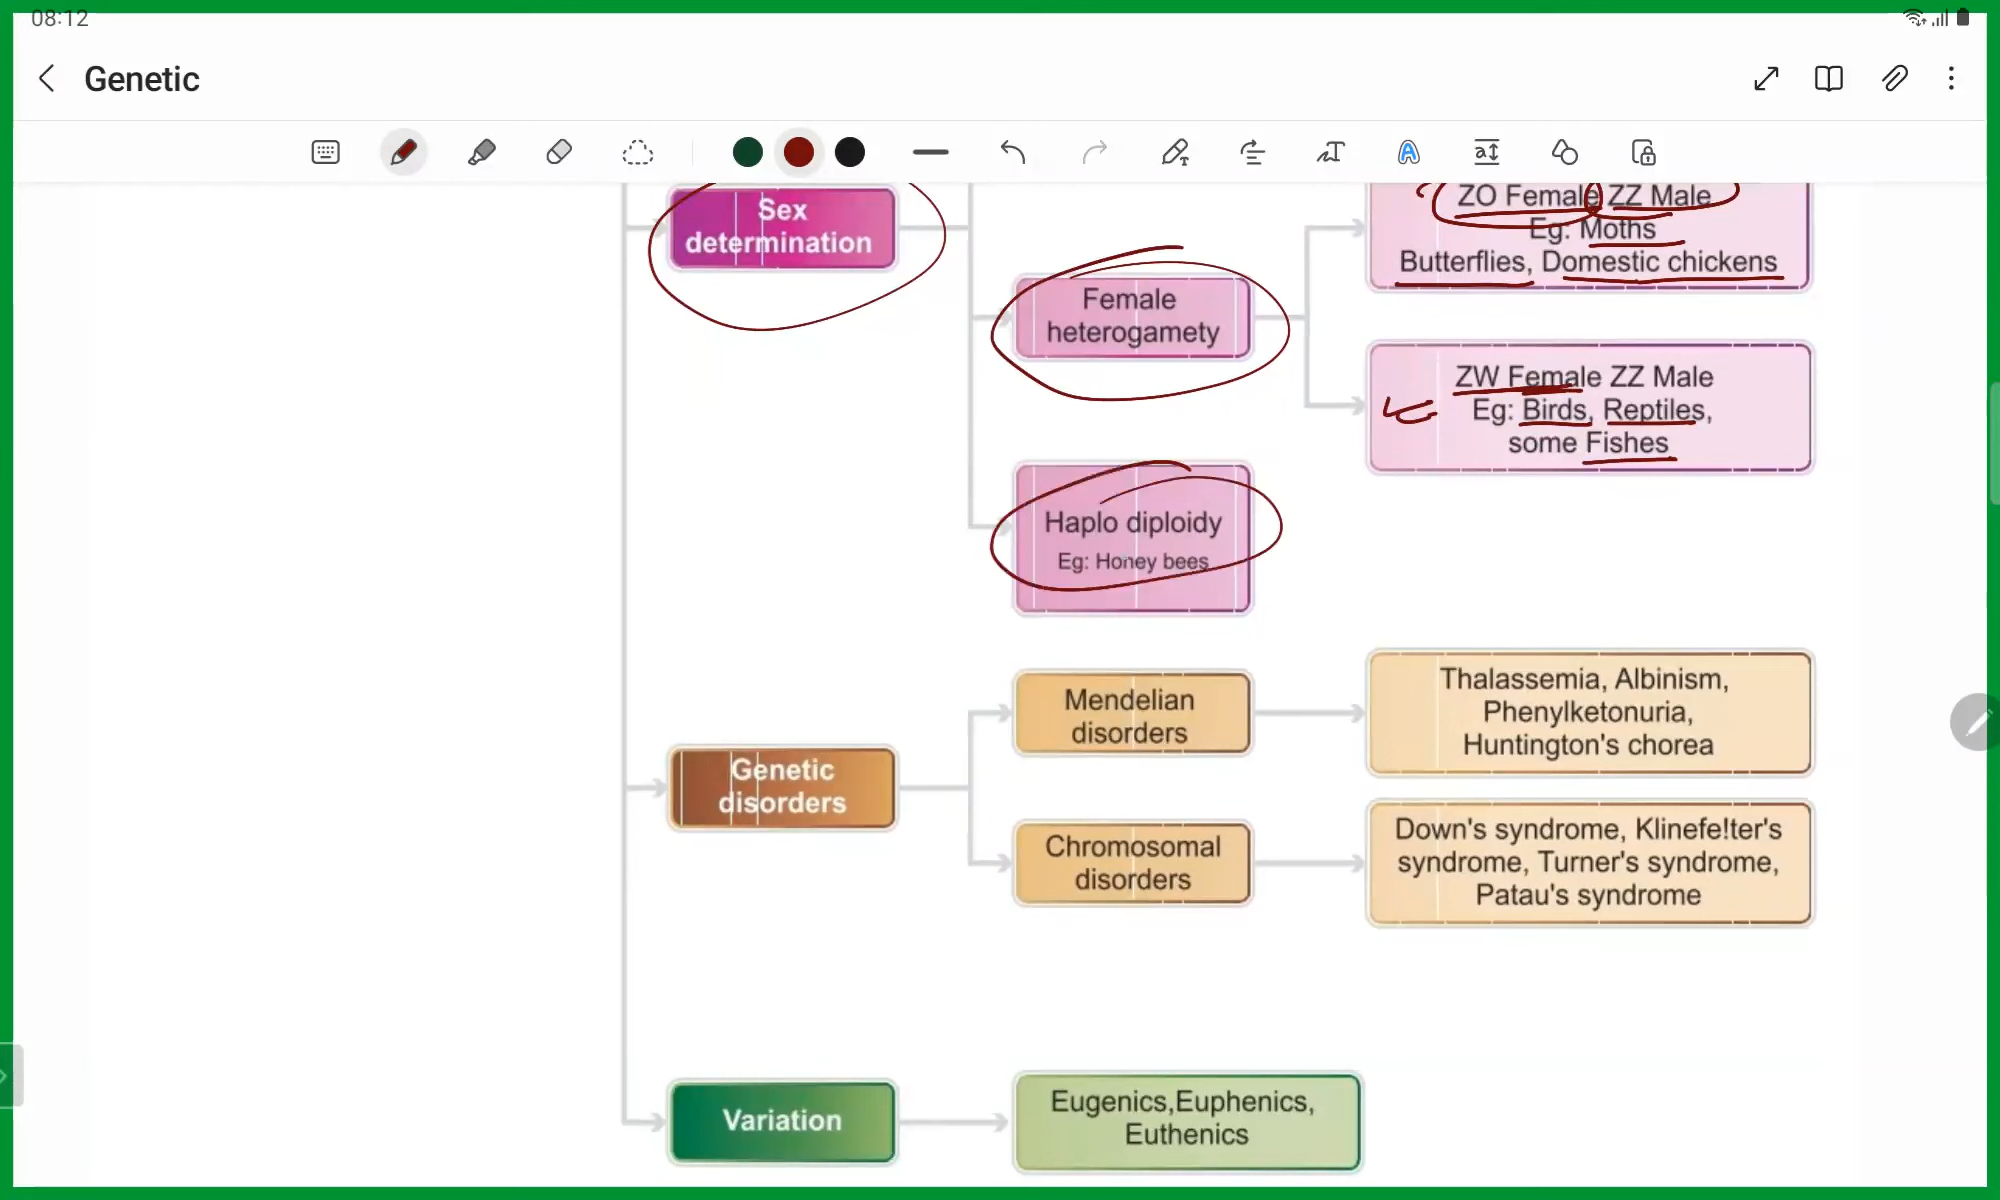 08:12
Genetic
Sex
determination
ZO Female ZZ Male
Eg: Moths
Butterflies, Domestic chickens
Female
heterogamety
ZW Female ZZ Male
Eg: Birds, Reptiles,
some Fishes
Haplo diploidy
Eg: Honey bees
Mendelian
disorders
Thalassemia, Albinism,
Phenylketonuria,
Huntington's chorea
Genetic
disorders
Chromosomal
disorders
Down's syndrome, Klinefe!ter's
syndrome, Turner's syndrome,
Patau's syndrome
Variation
Eugenics,Euphenics,
Euthenics